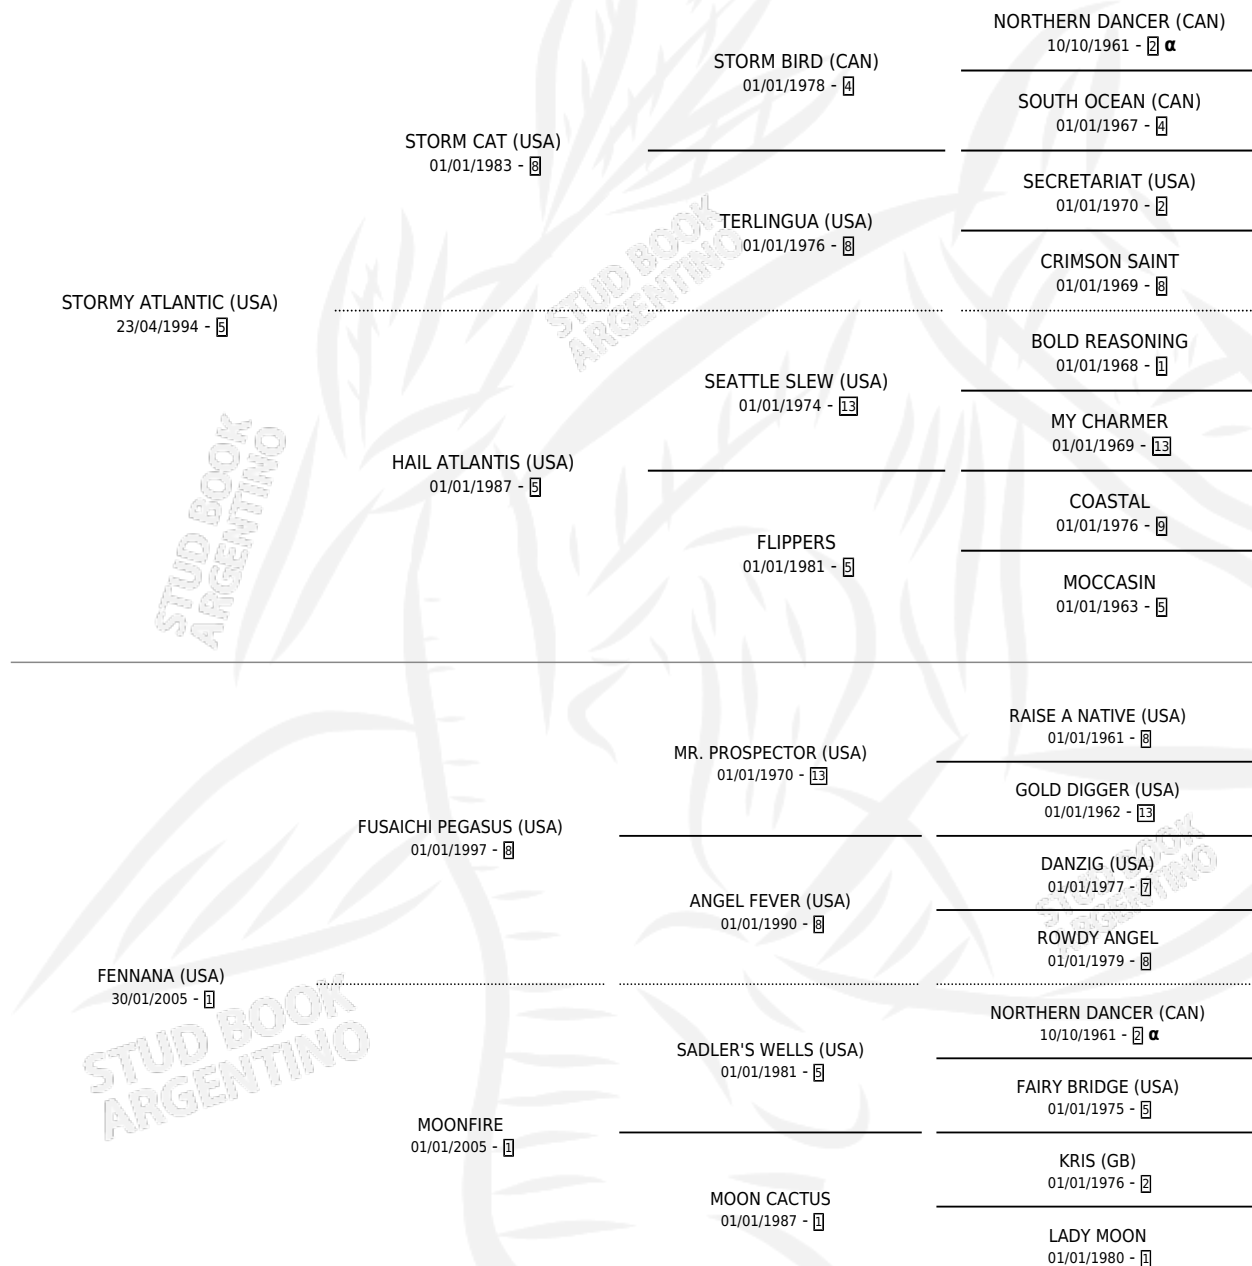 NORTHERN DANCER (CAN)
10/10/1961 - 2 α
STORM BIRD (CAN)
01/01/1978 - 4
SOUTH OCEAN (CAN)
01/01/1967 - 4
STORM CAT (USA)
01/01/1983 - 8
SECRETARIAT (USA)
01/01/1970 - 2
TERLINGUA (USA)
01/01/1976 - 8
CRIMSON SAINT
01/01/1969 - 8
STORMY ATLANTIC (USA)
23/04/1994 - 5
STUD BOOK
ARGENTINO
BOLD REASONING
01/01/1968 - 1
SEATTLE SLEW (USA)
01/01/1974 - 13
MY CHARMER
01/01/1969 - 13
HAIL ATLANTIS (USA)
01/01/1987 - 5
COASTAL
01/01/1976 - 9
FLIPPERS
01/01/1981 - 5
MOCCASIN
01/01/1963 - 5
STUD BOOK
ARGENTINO
RAISE A NATIVE (USA)
01/01/1961 - 8
MR. PROSPECTOR (USA)
01/01/1970 - 13
GOLD DIGGER (USA)
01/01/1962 - 13
FUSAICHI PEGASUS (USA)
01/01/1997 - 8
DANZIG (USA)
01/01/1977 - 7
STUD BOOK
ARGENTINO
ANGEL FEVER (USA)
01/01/1990 - 8
ROWDY ANGEL
01/01/1979 - 8
FENNANA (USA)
30/01/2005 - 1
STUD BOOK
ARGENTINO
NORTHERN DANCER (CAN)
10/10/1961 - 2 α
SADLER'S WELLS (USA)
01/01/1981 - 5
FAIRY BRIDGE (USA)
01/01/1975 - 5
MOONFIRE
01/01/2005 - 1
KRIS (GB)
01/01/1976 - 2
MOON CACTUS
01/01/1987 - 1
LADY MOON
01/01/1980 - 1